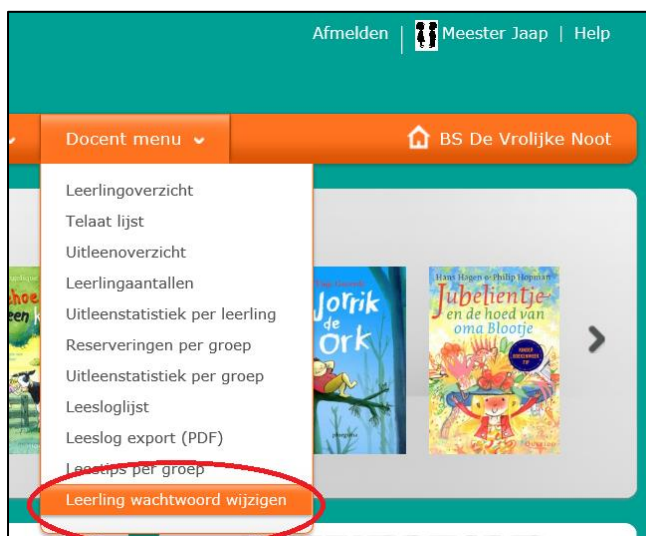 Afmelden | Meester Jaap | Help
Docent menu
BS De Vrolijke Noot
Leerlingoverzicht
Telaat lijst
Uitleenoverzicht
Leerlingaantallen
Uitleenstatistiek per leerling
Reserveringen per groep
Uitleenstatistiek per groep
Leesloglijst
Leeslog export (PDF)
Leestips per groep
Leerling wachtwoord wijzigen
Jorrik
de
Ork
Hans Hagen & Philip Hopman
Jubelientje
en de hoed van
oma Blootje